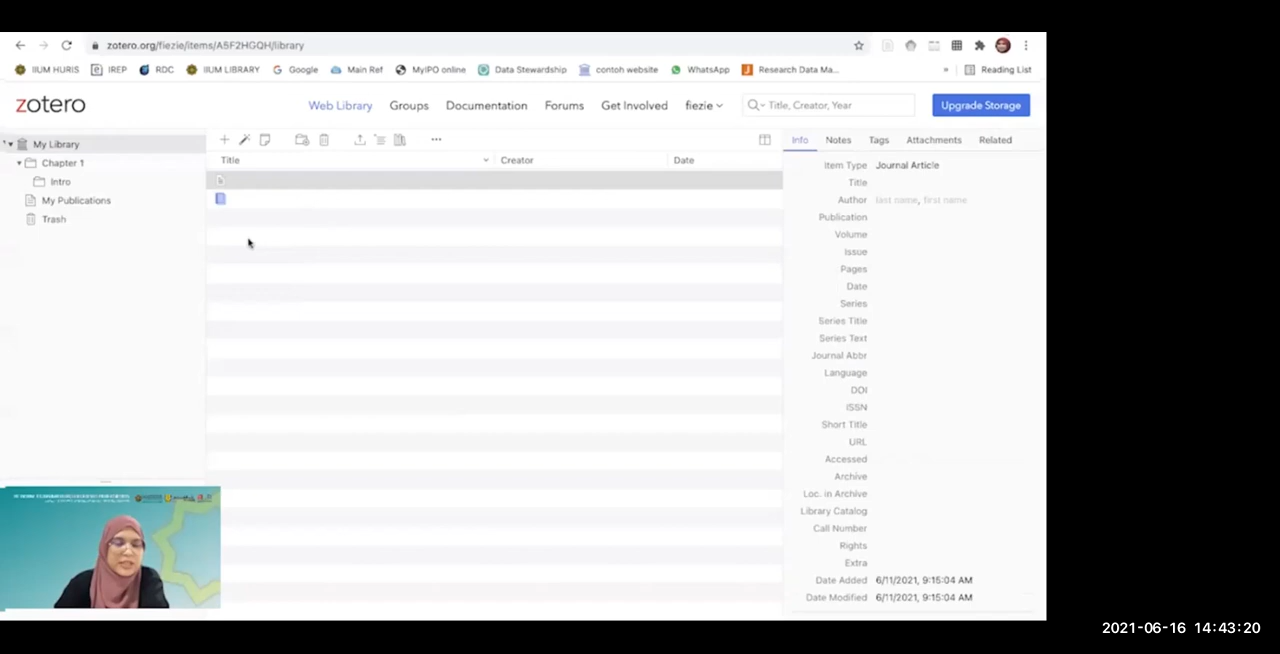 zotero.org/fiezie/items/A5F2HGQH/library
IIUM HURIS IREP RDC IIUM LIBRARY Google Main Ref MyIPO online Data Stewardship contoh website WhatsApp Research Data Ma... » Reading List
zotero Web Library Groups Documentation Forums Get Involved fiezie Title, Creator, Year Upgrade Storage
My Library
Chapter 1
Intro
My Publications
Trash
Title Creator Date
Info Notes Tags Attachments Related
Item Type Journal Article
Title
Author last name, first name
Publication
Volume
Issue
Pages
Date
Series
Series Title
Series Text
Journal Abbr
Language
DOI
ISSN
Short Title
URL
Accessed
Archive
Loc. in Archive
Library Catalog
Call Number
Rights
Extra
Date Added 6/11/2021, 9:15:04 AM
Date Modified 6/11/2021, 9:15:04 AM
2021-06-16 14:43:20